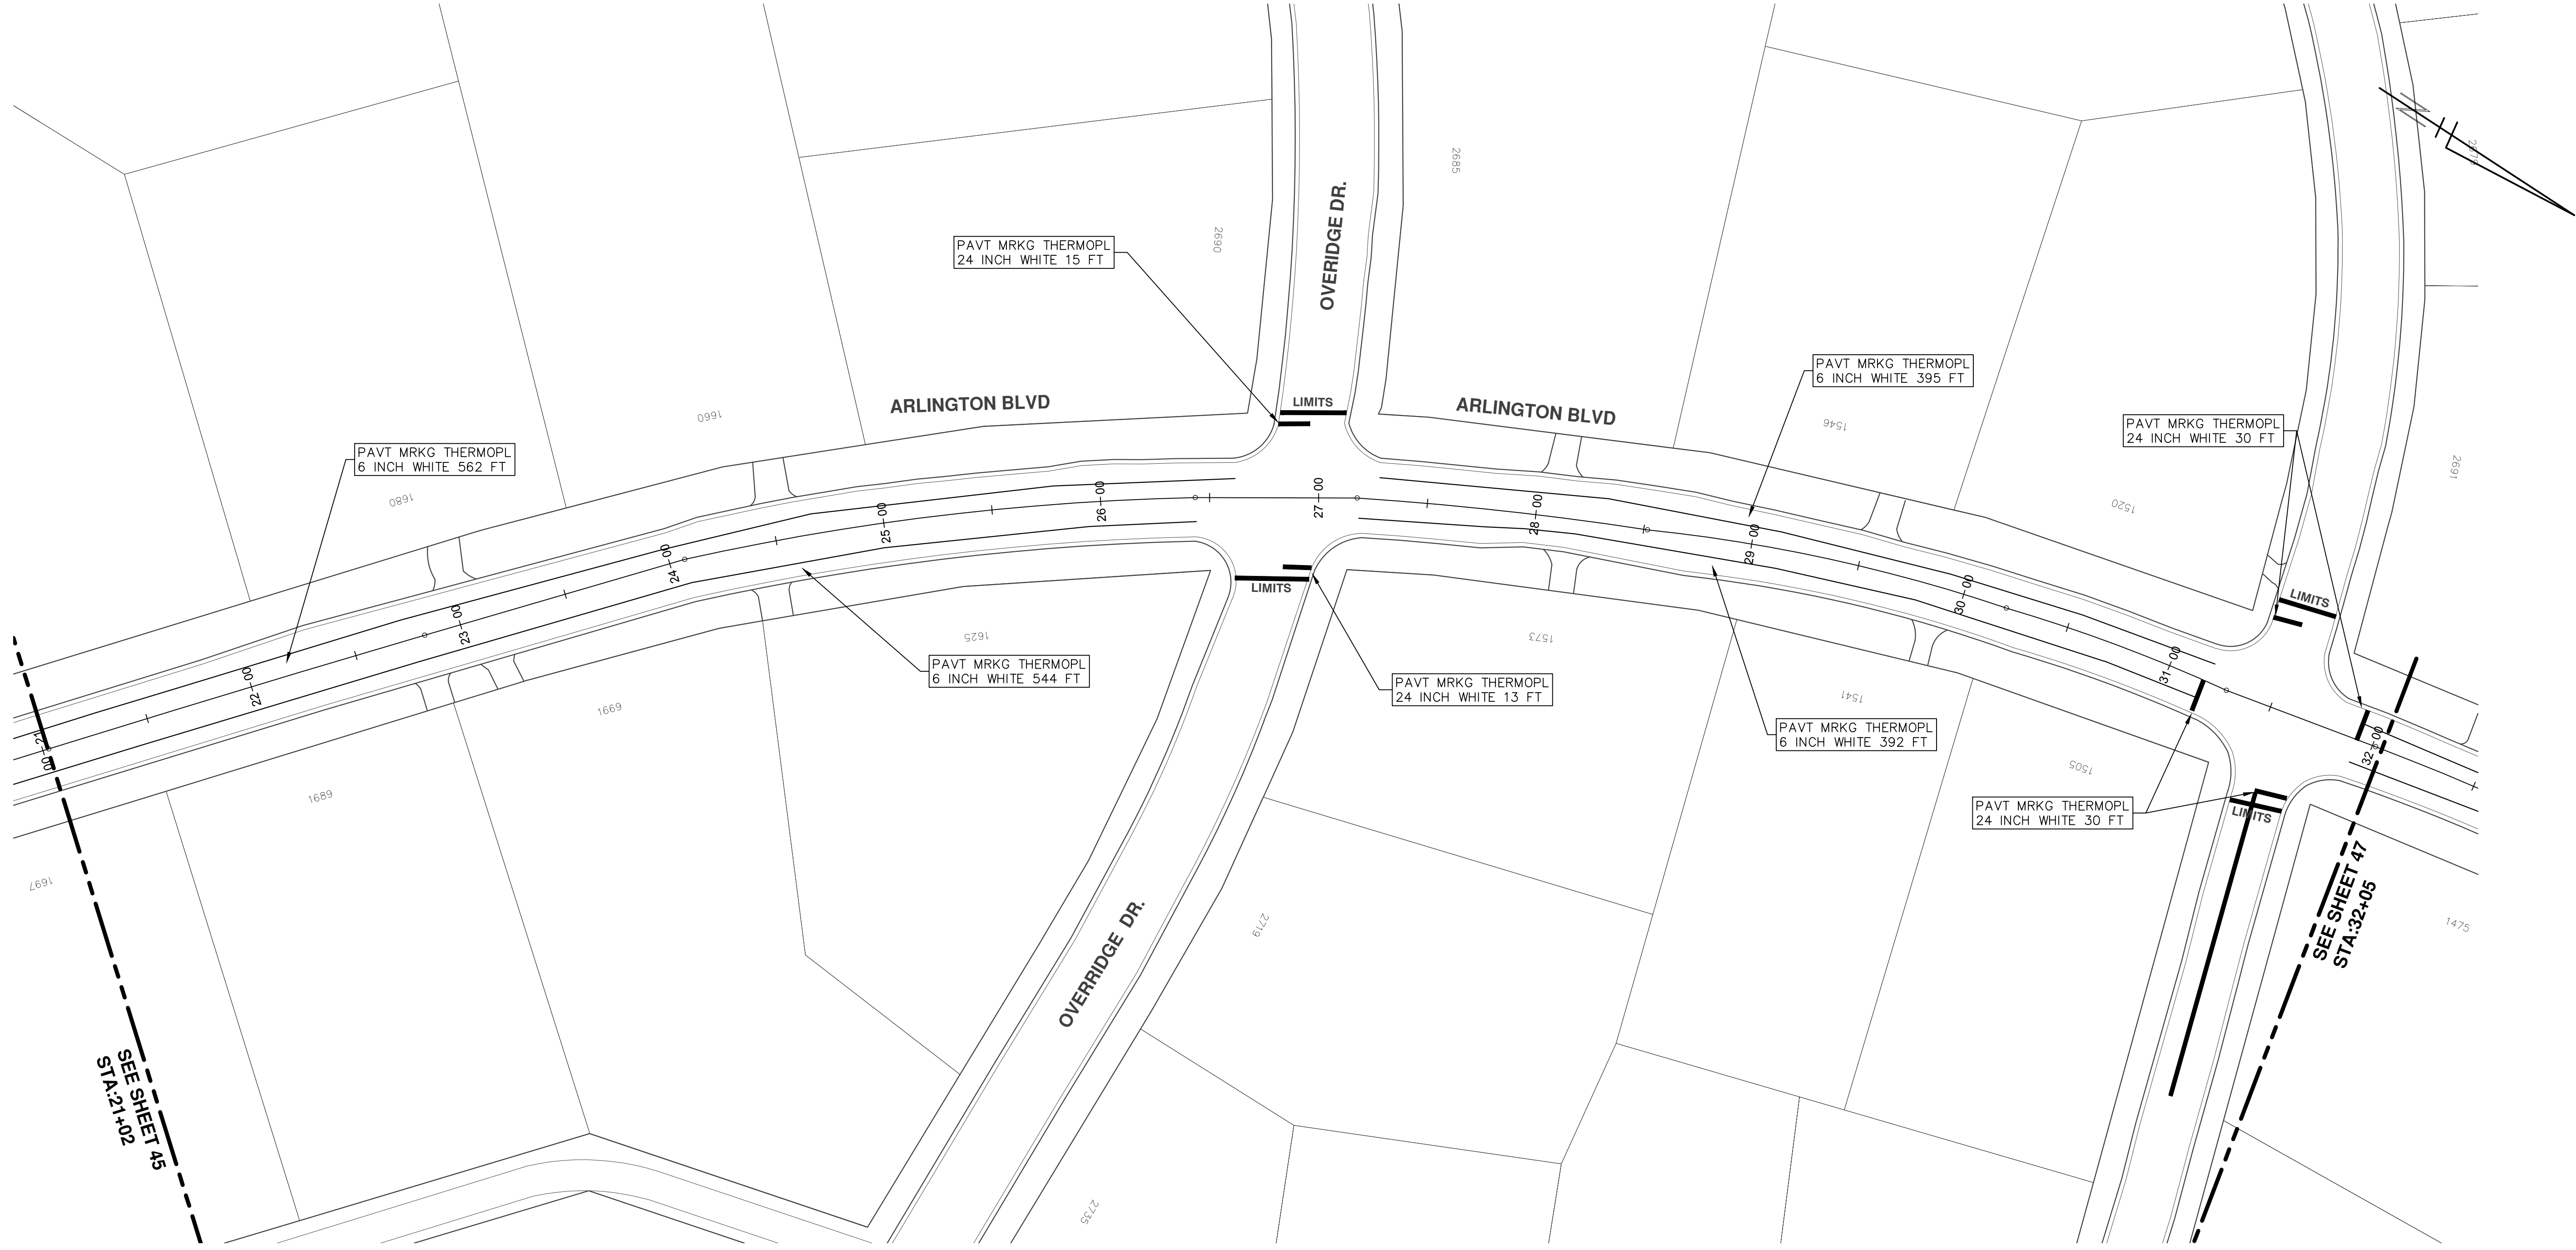 2685
2690
OVERIDGE DR.
PAVT MRKG THERMOPL
24 INCH WHITE 15 FT
N
PAVT MRKG THERMOPL
6 INCH WHITE 395 FT
ARLINGTON BLVD
LIMITS
ARLINGTON BLVD
1660
1546
PAVT MRKG THERMOPL
24 INCH WHITE 30 FT
PAVT MRKG THERMOPL
6 INCH WHITE 562 FT
1680
2691
1520
21+00
22+00
23+00
24+00
25+00
26+00
27+00
28+00
29+00
30+00
31+00
32+00
LIMITS
LIMITS
1625
1573
PAVT MRKG THERMOPL
6 INCH WHITE 544 FT
PAVT MRKG THERMOPL
24 INCH WHITE 13 FT
1541
1699
PAVT MRKG THERMOPL
6 INCH WHITE 392 FT
1505
1689
PAVT MRKG THERMOPL
24 INCH WHITE 30 FT
LIMITS
1697
SEE SHEET 47
STA:32+05
1475
2719
OVERRIDGE DR.
SEE SHEET 45
STA:21+02
2735